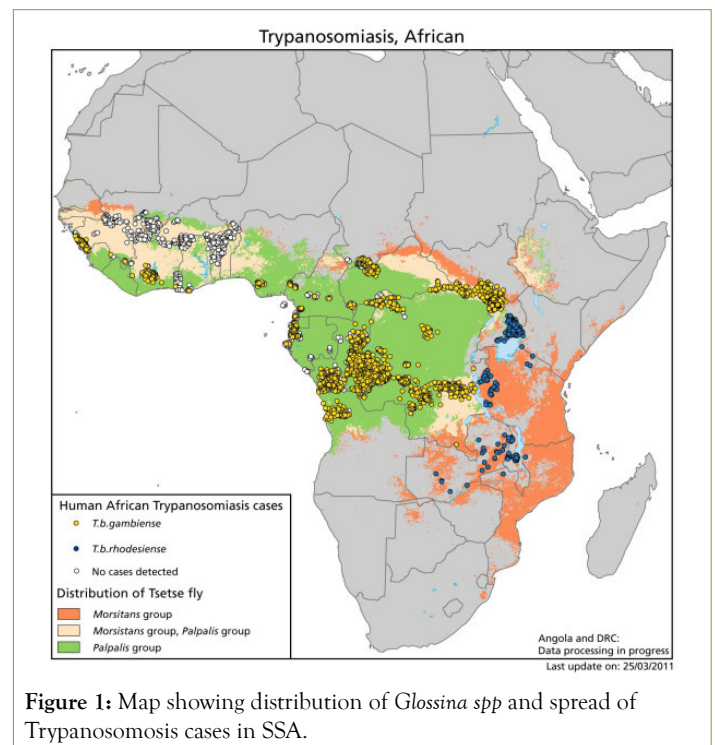 Trypanosomiasis, African
Human African Trypanosomiasis cases
T.b.gambiense
T.b.rhodesiense
No cases detected
Distribution of Tsetse fly
Morsitans group
Morsistans group, Palpalis group
Palpalis group
Angola and DRC:
Data processing in progress
Last update on: 25/03/2011
Figure 1: Map showing distribution of Glossina spp and spread of
Trypanosomosis cases in SSA.